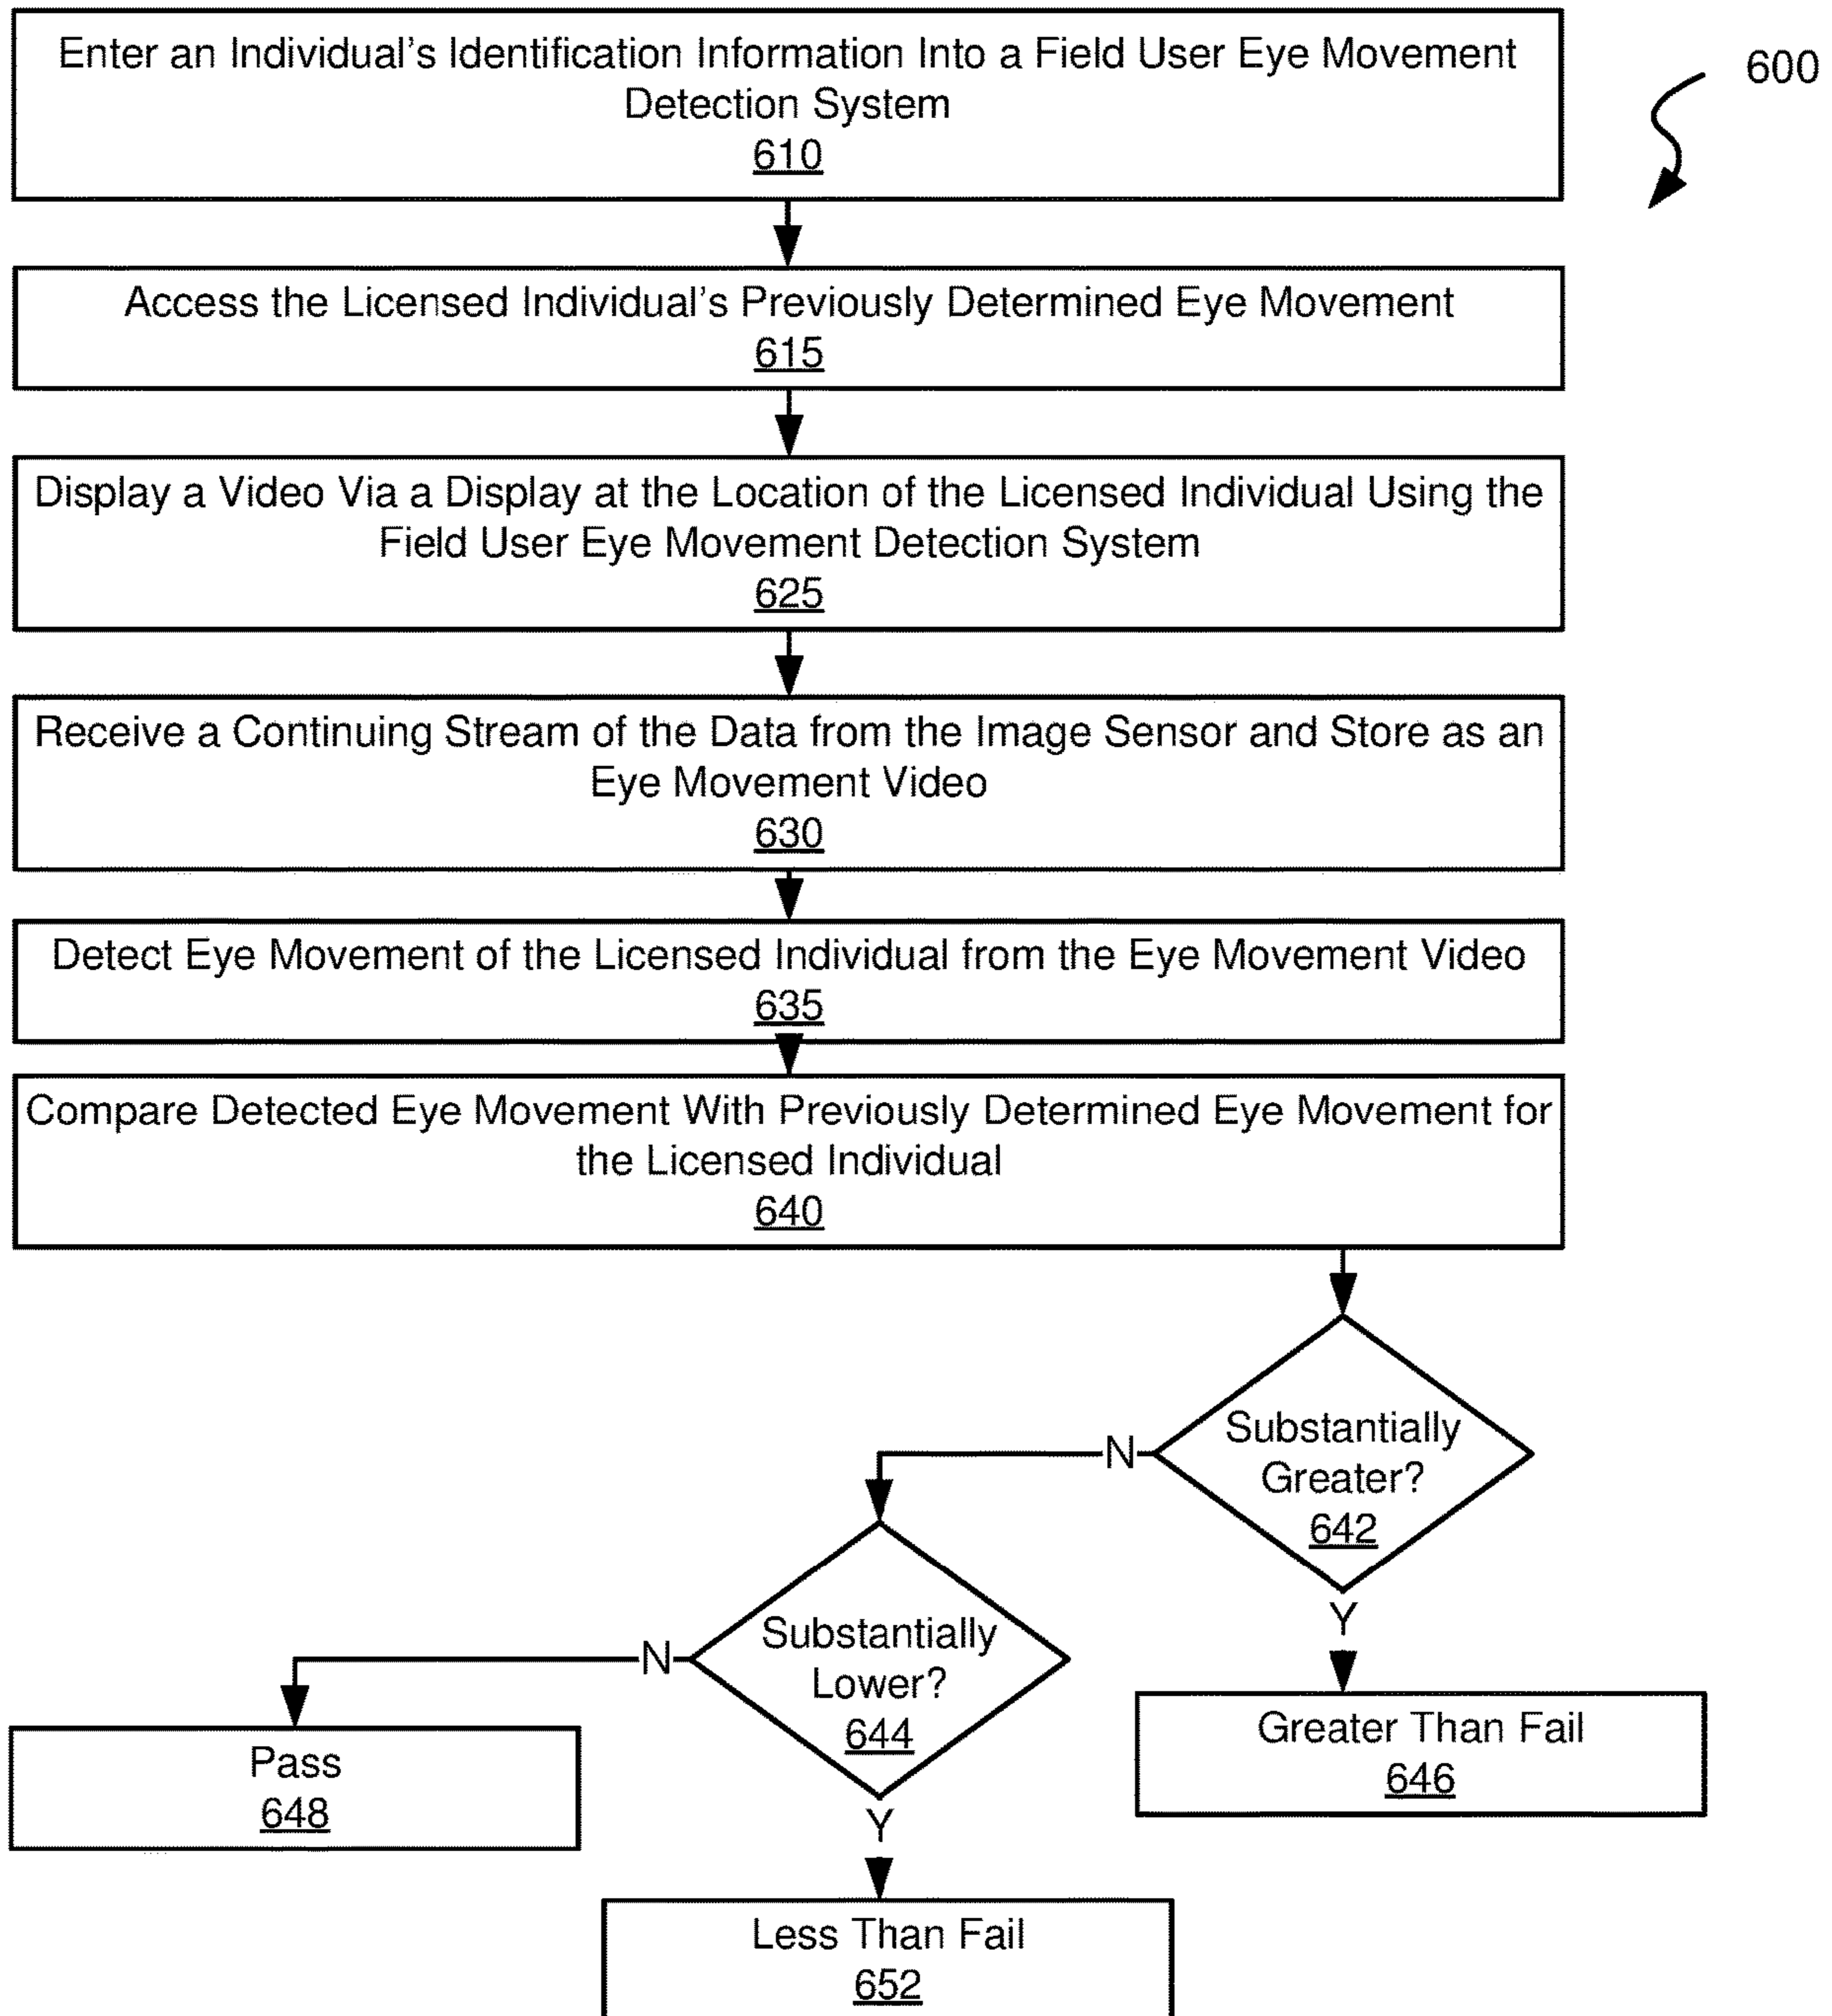 Enter an Individual's Identification Information Into a Field User Eye Movement
Detection System
610
600
Access the Licensed Individual's Previously Determined Eye Movement
615
Display a Video Via a Display at the Location of the Licensed Individual Using the
Field User Eye Movement Detection System
625
Receive a Continuing Stream of the Data from the Image Sensor and Store as an
Eye Movement Video
630
Detect Eye Movement of the Licensed Individual from the Eye Movement Video
635
Compare Detected Eye Movement With Previously Determined Eye Movement for
the Licensed Individual
640
Substantially
Greater?
642
N
Y
Substantially
Lower?
644
N
Y
Greater Than Fail
646
Pass
648
Less Than Fail
652